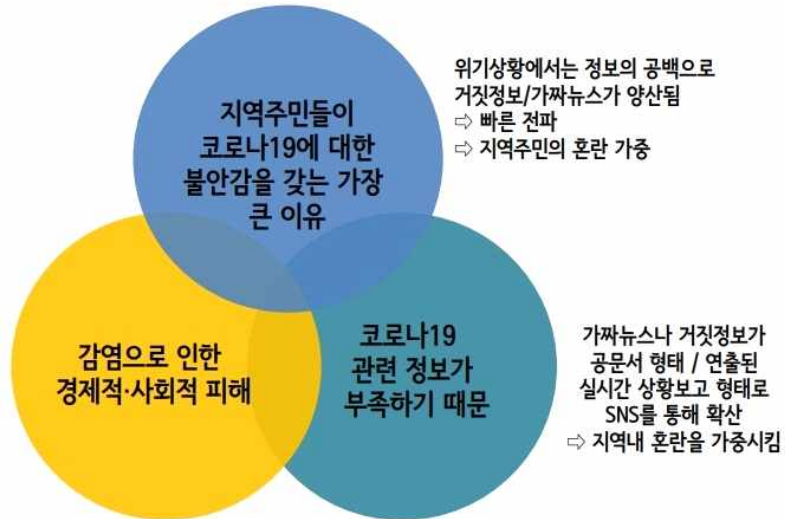 지역주민들이
코로나19에 대한
불안감을 갖는 가장
큰 이유
위기상황에서는 정보의 공백으로
거짓정보/가짜뉴스가 양산됨
⇨ 빠른 전파
⇨ 지역주민의 혼란 가중
감염으로 인한
경제적·사회적 피해
코로나19
관련 정보가
부족하기 때문
가짜뉴스나 거짓정보가
공문서 형태 / 연출된
실시간 상황보고 형태로
SNS를 통해 확산
⇨ 지역내 혼란을 가중시킴